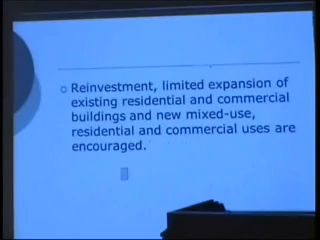 Reinvestment, limited expansion of
existing residential and commercial
buildings and new mixed-use,
residential and commercial uses are
encouraged.